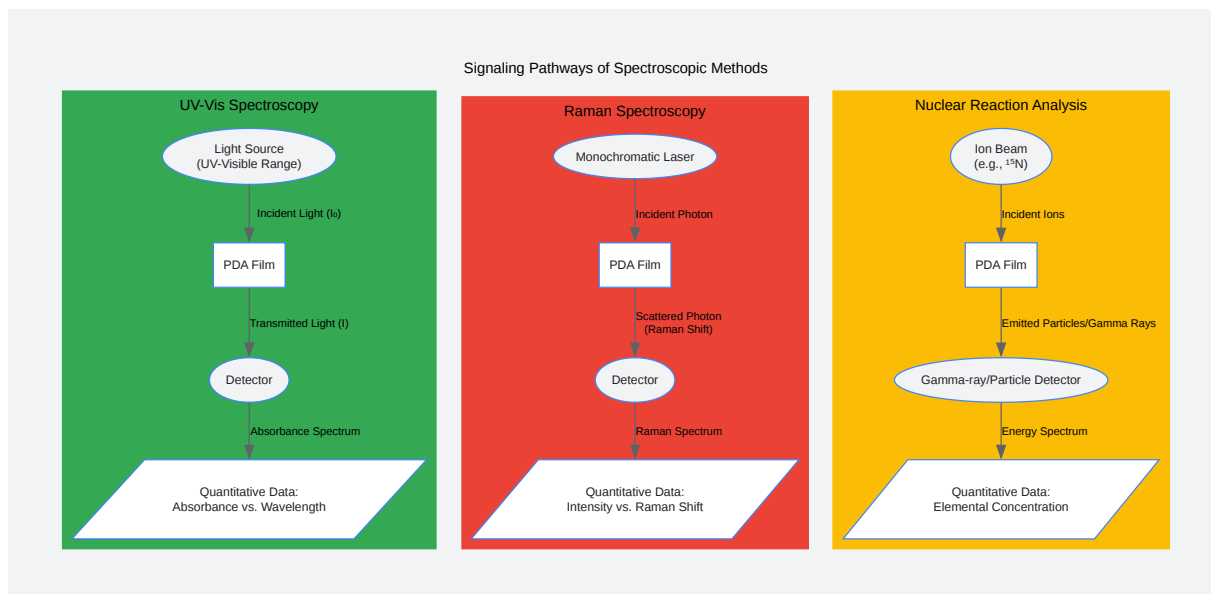 Signaling Pathways of Spectroscopic Methods
UV-Vis Spectroscopy
Light Source
(UV-Visible Range)
Incident Light (I₀)
PDA Film
Transmitted Light (I)
Detector
Absorbance Spectrum
Quantitative Data:
Absorbance vs. Wavelength
Raman Spectroscopy
Monochromatic Laser
Incident Photon
PDA Film
Scattered Photon
(Raman Shift)
Detector
Raman Spectrum
Quantitative Data:
Intensity vs. Raman Shift
Nuclear Reaction Analysis
Ion Beam
(e.g., ¹⁵N)
Incident Ions
PDA Film
Emitted Particles/Gamma Rays
Gamma-ray/Particle Detector
Energy Spectrum
Quantitative Data:
Elemental Concentration